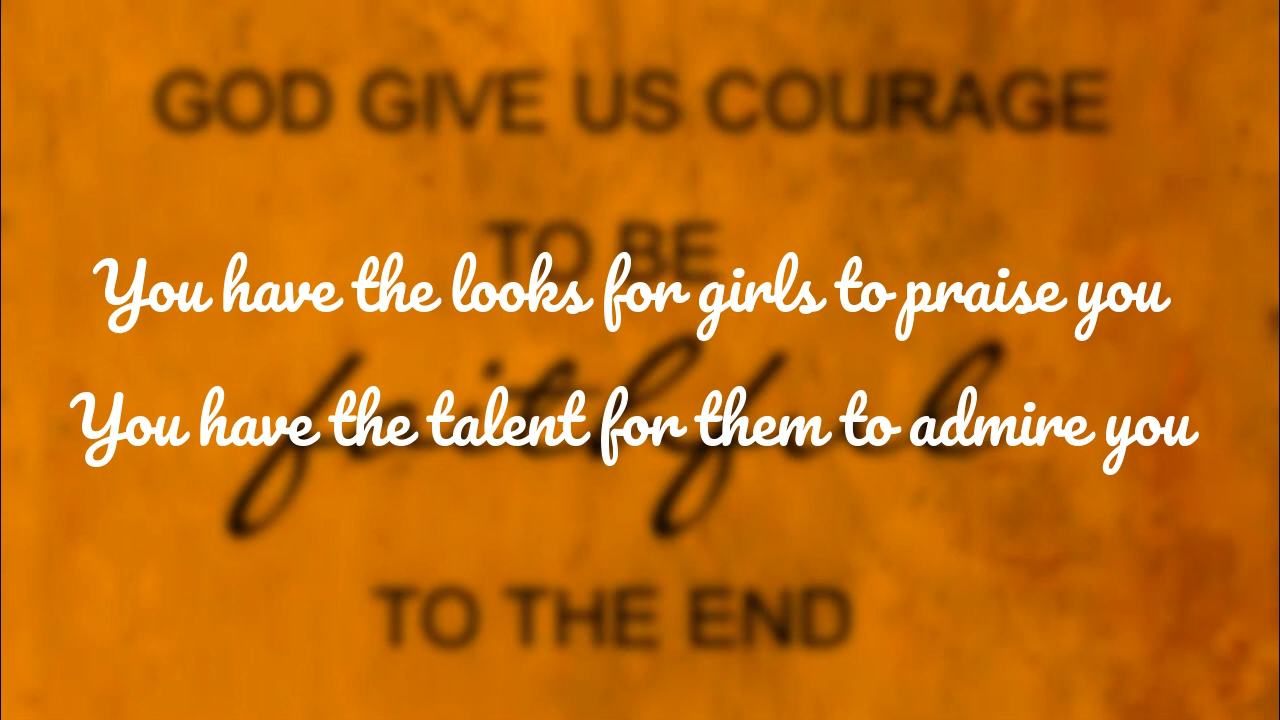 GOD GIVE US COURAGE
TO BE
You have the looks for girls to praise you
faithful
You have the talent for them to admire you
TO THE END